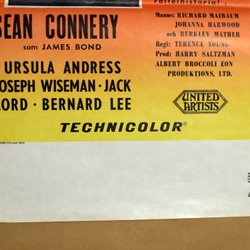 SEAN CONNERY
som JAMES BOND
URSULA ANDRESS
JOSEPH WISEMAN · JACK
LORD · BERNARD LEE
Manus: RICHARD MAIBAUM
JOHANNA HARWOOD
och BERKLEY MATHER
Regi: TERENCE YOUNG
Prod: HARRY SALTZMAN
ALBERT BROCCOLI EON
PRODUKTIONS, LTD.
UNITED
ARTISTS
TECHNICOLOR®